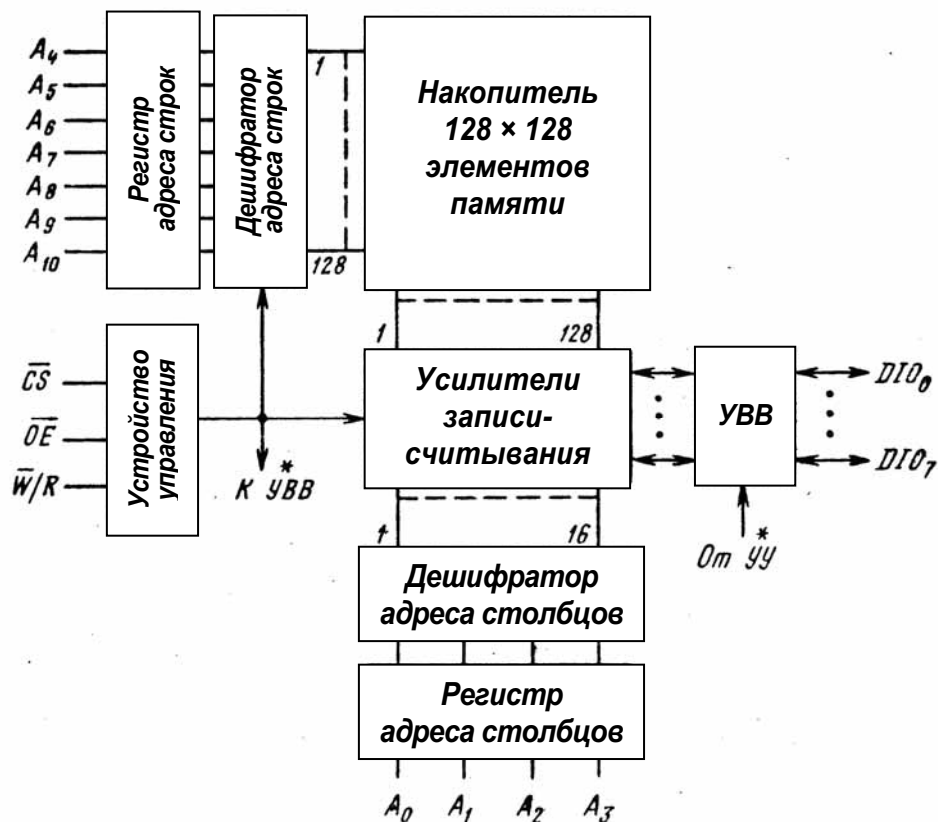 A₄
A₅
A₆
A₇
A₈
A₉
A₁₀
Регистр
адреса строк
Дешифратор
адреса строк
1
128
Накопитель
128 × 128
элементов
памяти
1
128
C̅S̅
O̅E̅
W̅/R
Устройство
управления
К УВВ*
Усилители
записи-
считывания
УВВ
DIO₀
DIO₇
От УУ*
1
16
Дешифратор
адреса столбцов
Регистр
адреса столбцов
A₀ A₁ A₂ A₃